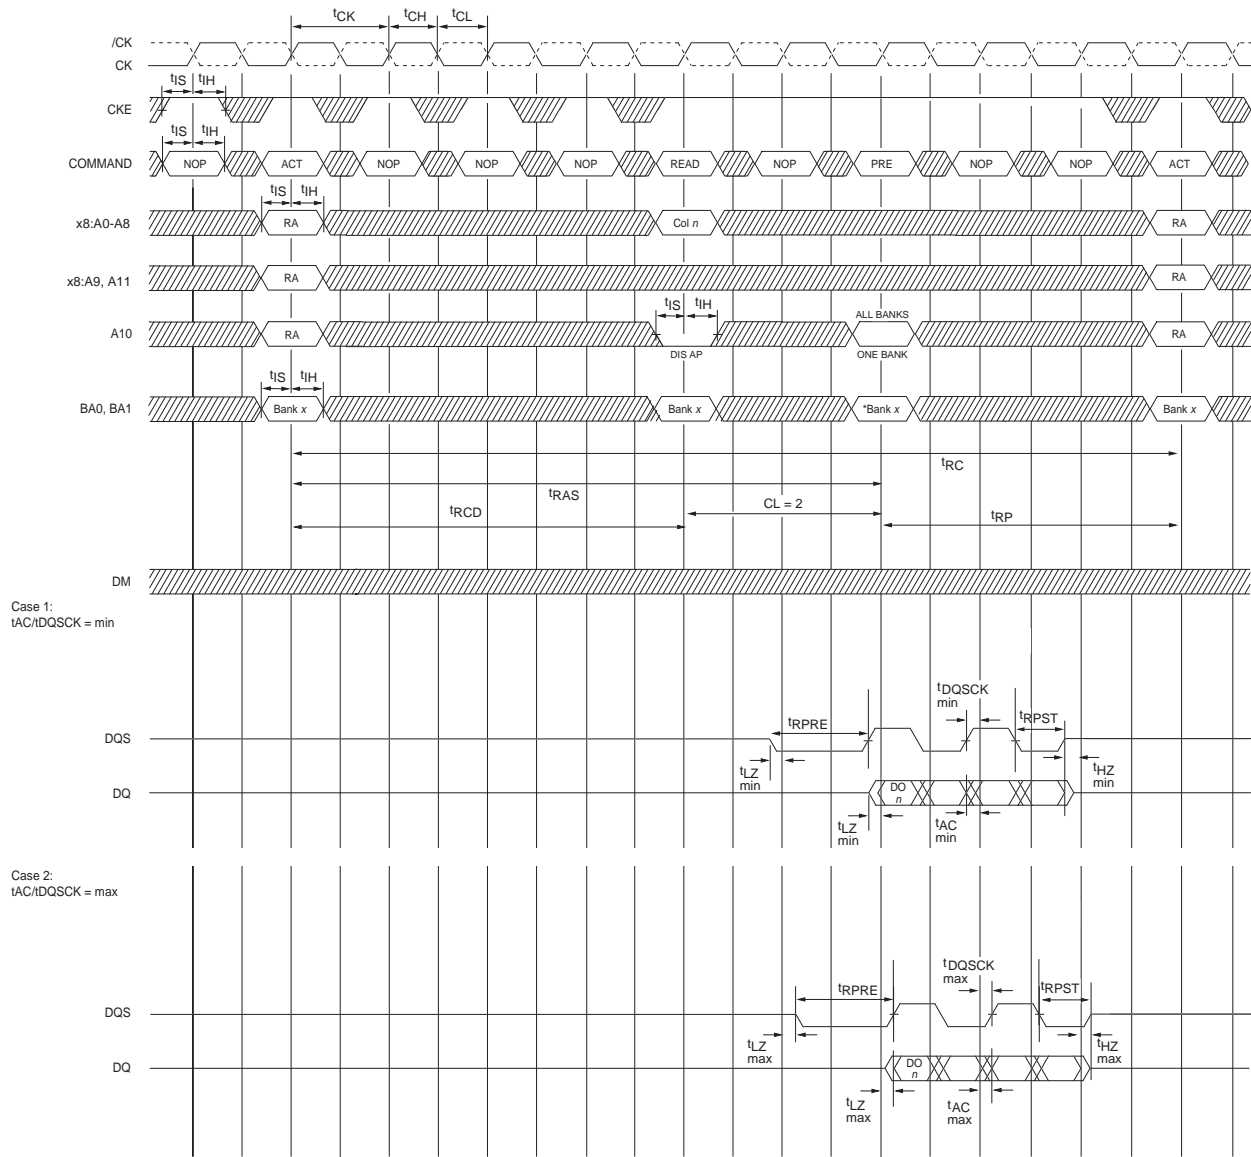 tCK tCH tCL
/CK
CK
tIS tIH
CKE
tIS tIH
COMMAND NOP ACT NOP NOP NOP READ NOP PRE NOP NOP ACT
tIS tIH
x8:A0-A8 RA Col n RA
x8:A9, A11 RA RA
tIS tIH
ALL BANKS
A10 RA RA
DIS AP ONE BANK
tIS tIH
BA0, BA1 Bank x Bank x *Bank x Bank x
tRC
tRAS
CL = 2
tRCD tRP
DM
Case 1:
tAC/tDQSCK = min
tDQSCK
min
tRPRE tRPST
DQS
tLZ
min
tHZ
min
DQ DO
n
tLZ
min
tAC
min
Case 2:
tAC/tDQSCK = max
tDQSCK
max
tRPRE tRPST
DQS
tLZ
max
tHZ
max
DQ DO
n
tLZ
max
tAC
max